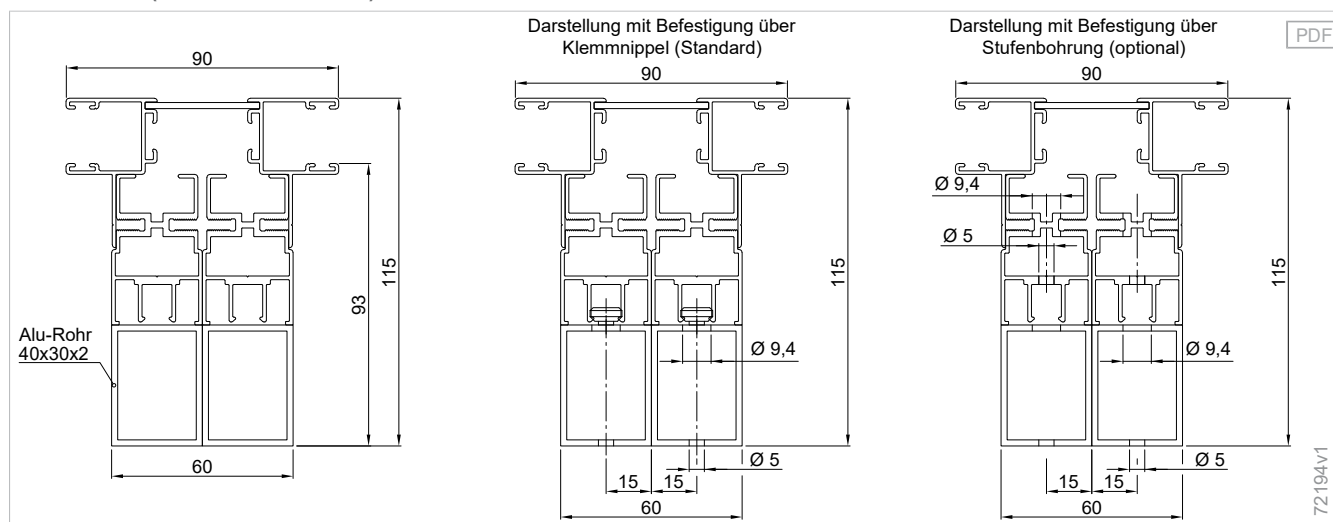 Darstellung mit Befestigung über
Klemmnippel (Standard)
Darstellung mit Befestigung über
Stufenbohrung (optional)
PDF
90
90
90
115
93
Alu-Rohr
40x30x2
60
115
Ø 9,4
Ø 5
15
15
60
Ø 9,4
Ø 5
115
Ø 9,4
Ø 5
15
15
60
72194v1